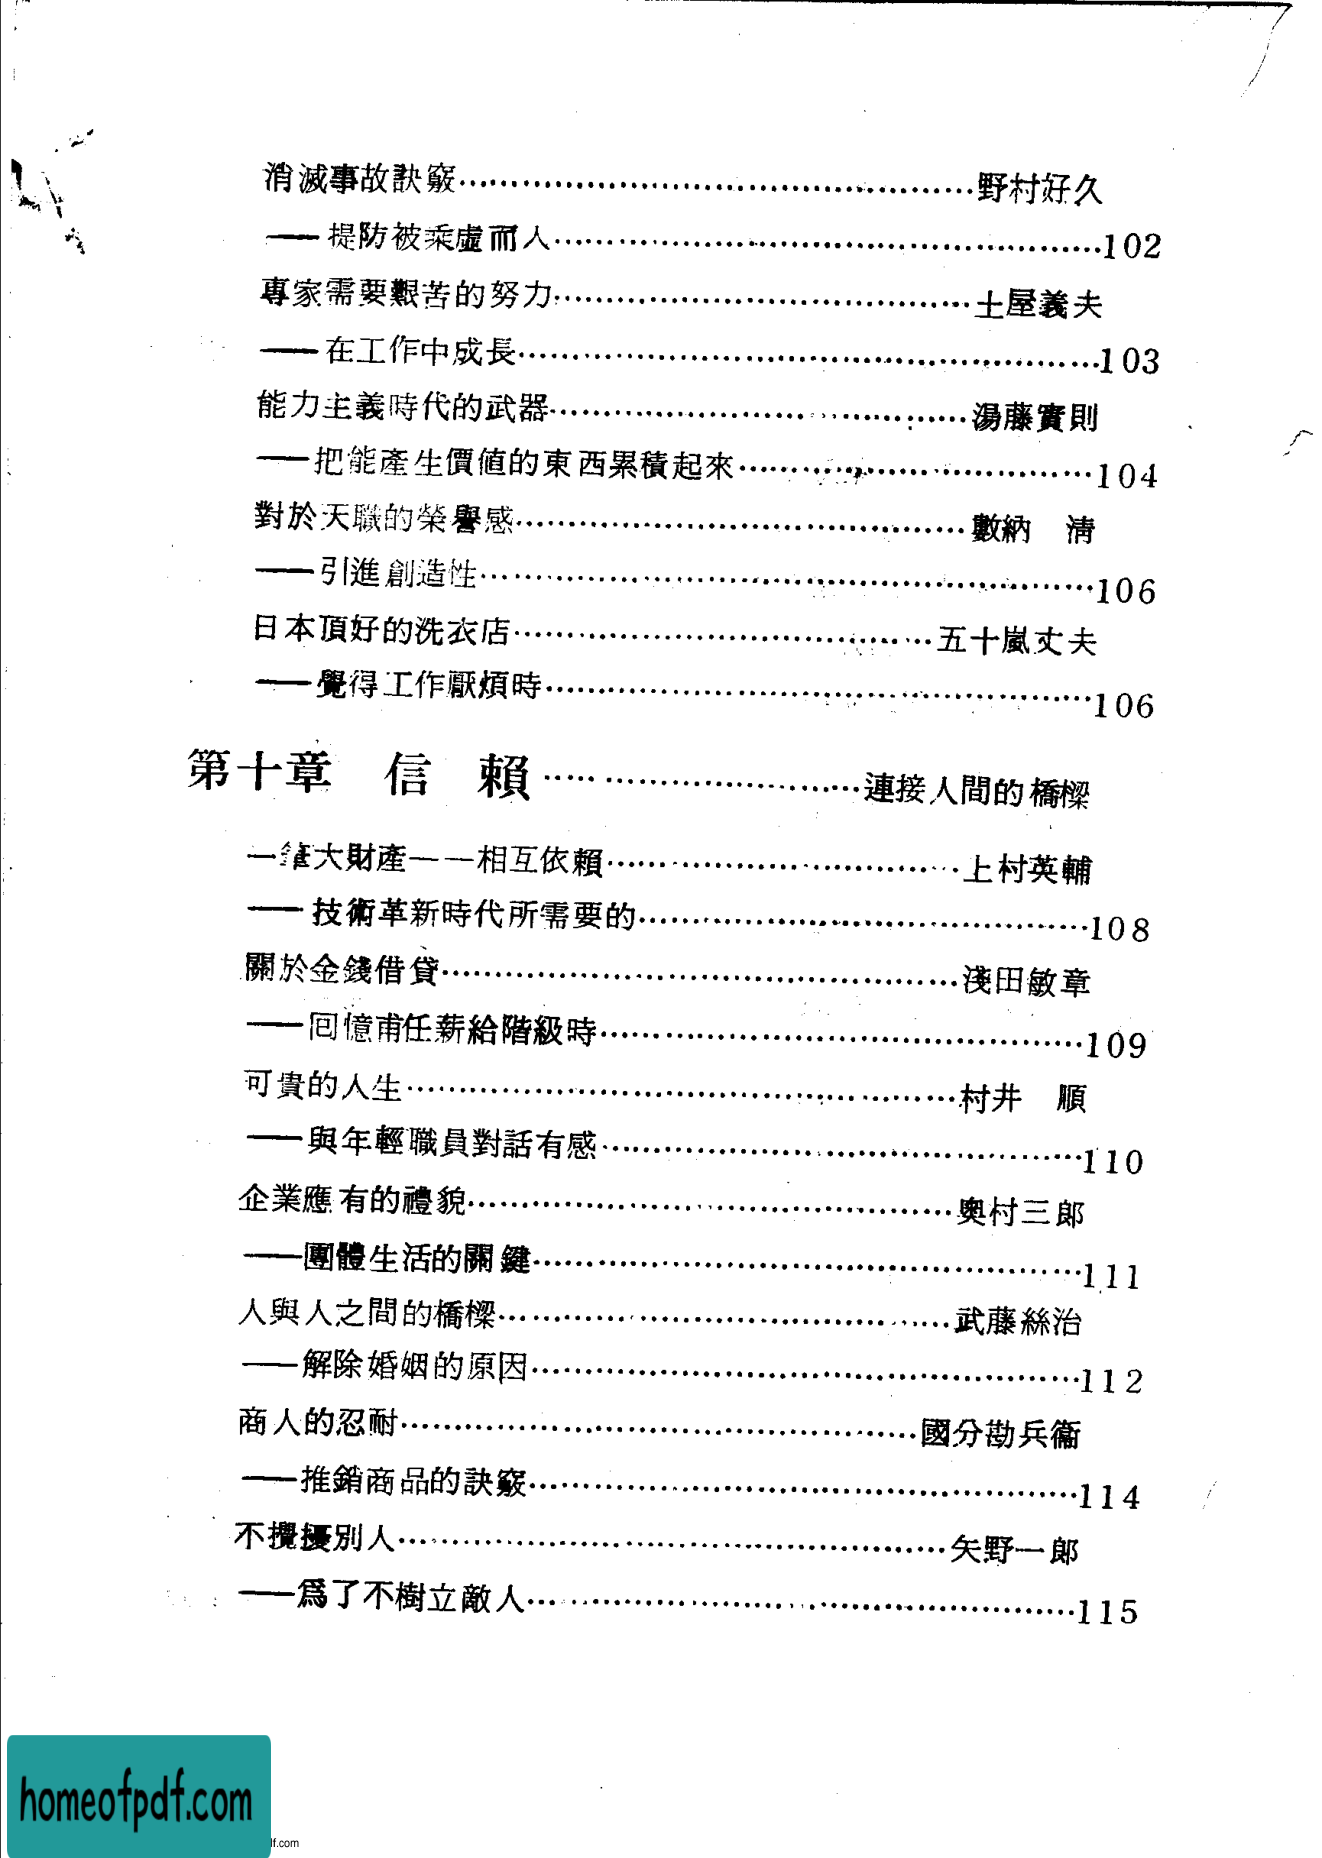 消滅事故訣竅………………………………………野村好久
——提防被乘虛而人………………………………………102
專家需要艱苦的努力………………………………土屋義夫
——在工作中成長………………………………………103
能力主義時代的武器………………………………湯藤實則
——把能產生價値的東西累積起來…………………………104
對於天職的榮譽感…………………………………數納　淸
——引進創造性……………………………………………106
日本頂好的洗衣店………………………………五十嵐丈夫
——覺得工作厭煩時………………………………………106
第十章　信　賴………………………連接人間的橋樑
一筆大財產——相互依賴…………………………上村英輔
——技術革新時代所需要的…………………………………108
關於金錢借貸………………………………………淺田敏章
——回憶甫任薪給階級時……………………………………109
可貴的人生…………………………………………村井　順
——與年輕職員對話有感……………………………………110
企業應有的禮貌……………………………………奧村三郎
——團體生活的關鍵…………………………………………111
人與人之間的橋樑…………………………………武藤絲治
——解除婚姻的原因…………………………………………112
商人的忍耐………………………………………國分勘兵衞
——推銷商品的訣竅…………………………………………114
不攪擾別人…………………………………………矢野一郞
——爲了不樹立敵人…………………………………………115
homeofpdf.com
df.com